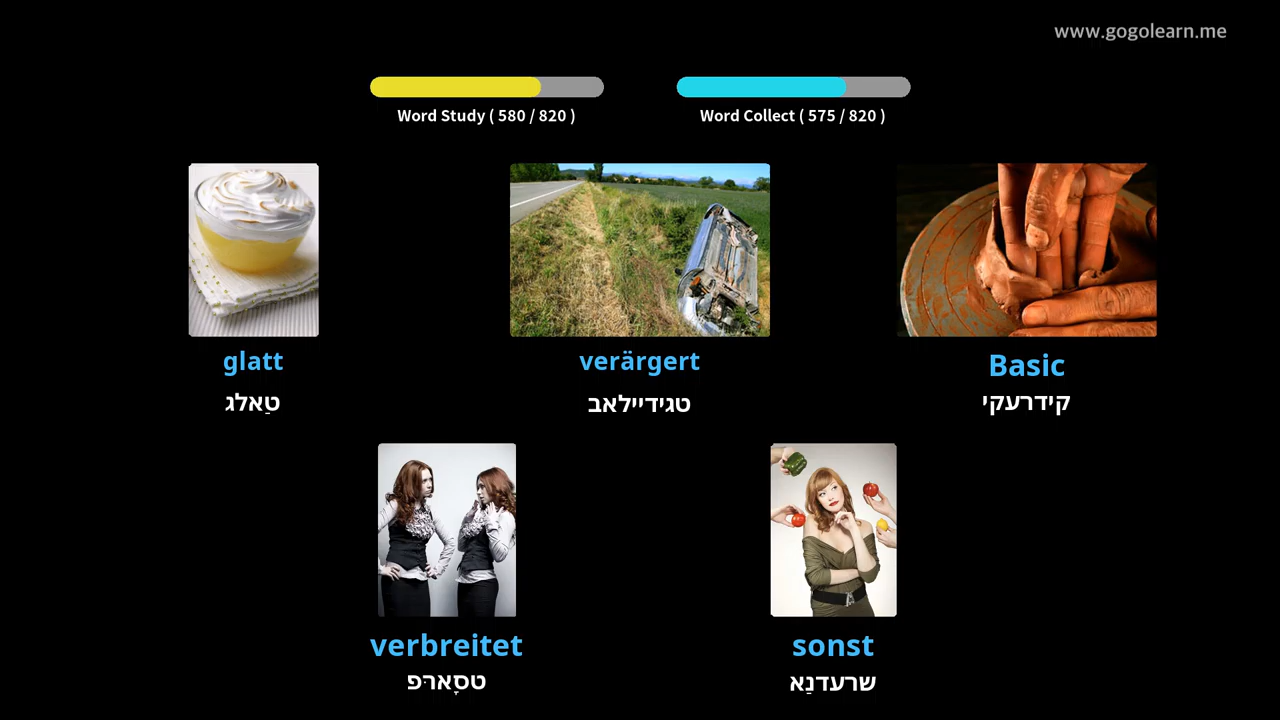 www.gogolearn.me
Word Study ( 580 / 820 )
Word Collect ( 575 / 820 )
glatt
טַאלג
verärgert
טגידיילאב
Basic
קידרעקי
verbreitet
טסָארּפ
sonst
שרעדנַא